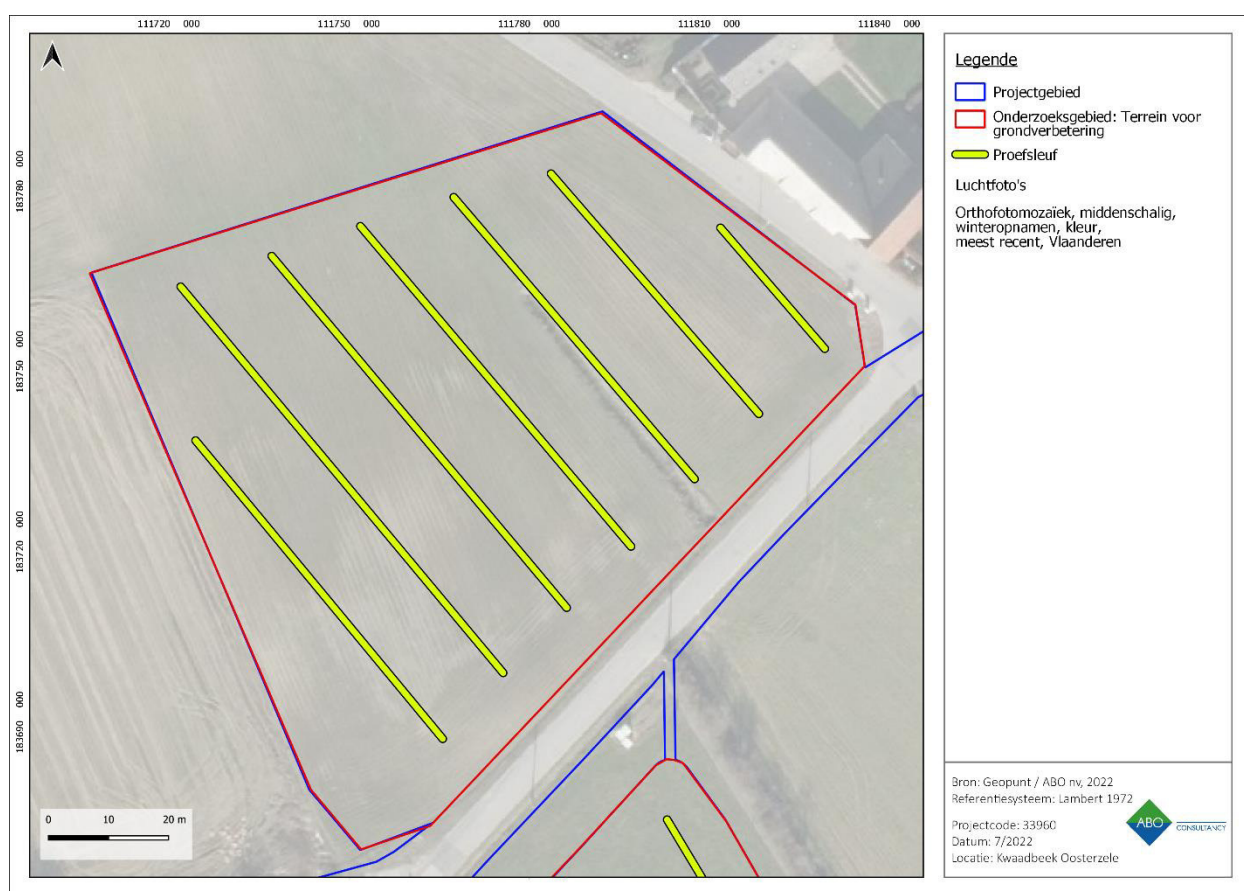 111720 000 111750 000 111780 000 111810 000 111840 000
183780 000
183750 000
183720 000
183690 000
0 10 20 m
Legende
Projectgebied
Onderzoeksgebied: Terrein voor
grondverbetering
Proefsleuf
Luchtfoto's
Orthofotomozaïek, middenschalig,
winteropnamen, kleur,
meest recent, Vlaanderen
Bron: Geopunt / ABO nv, 2022
Referentiesysteem: Lambert 1972
Projectcode: 33960
Datum: 7/2022
Locatie: Kwaadbeek Oosterzele
ABO CONSULTANCY